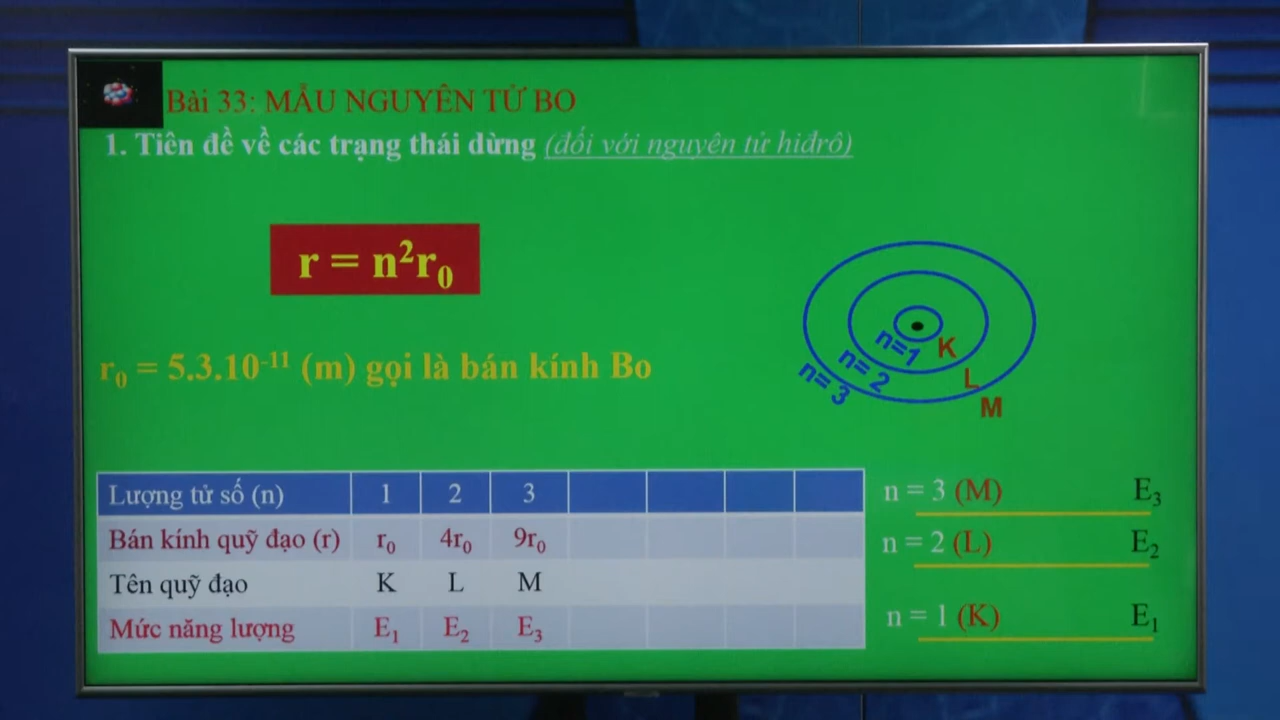 Bài 33: MẪU NGUYÊN TỬ BO
1. Tiên đề về các trạng thái dừng (đối với nguyên tử hiđrô)
r = n²r₀
r₀ = 5.3.10⁻¹¹ (m) gọi là bán kính Bo
n=1 K
n= 2 L
n= 3 M
Lượng tử số (n) 1 2 3
Bán kính quỹ đạo (r) r₀ 4r₀ 9r₀
Tên quỹ đạo K L M
Mức năng lượng E₁ E₂ E₃
n = 3 (M) E₃
n = 2 (L) E₂
n = 1 (K) E₁